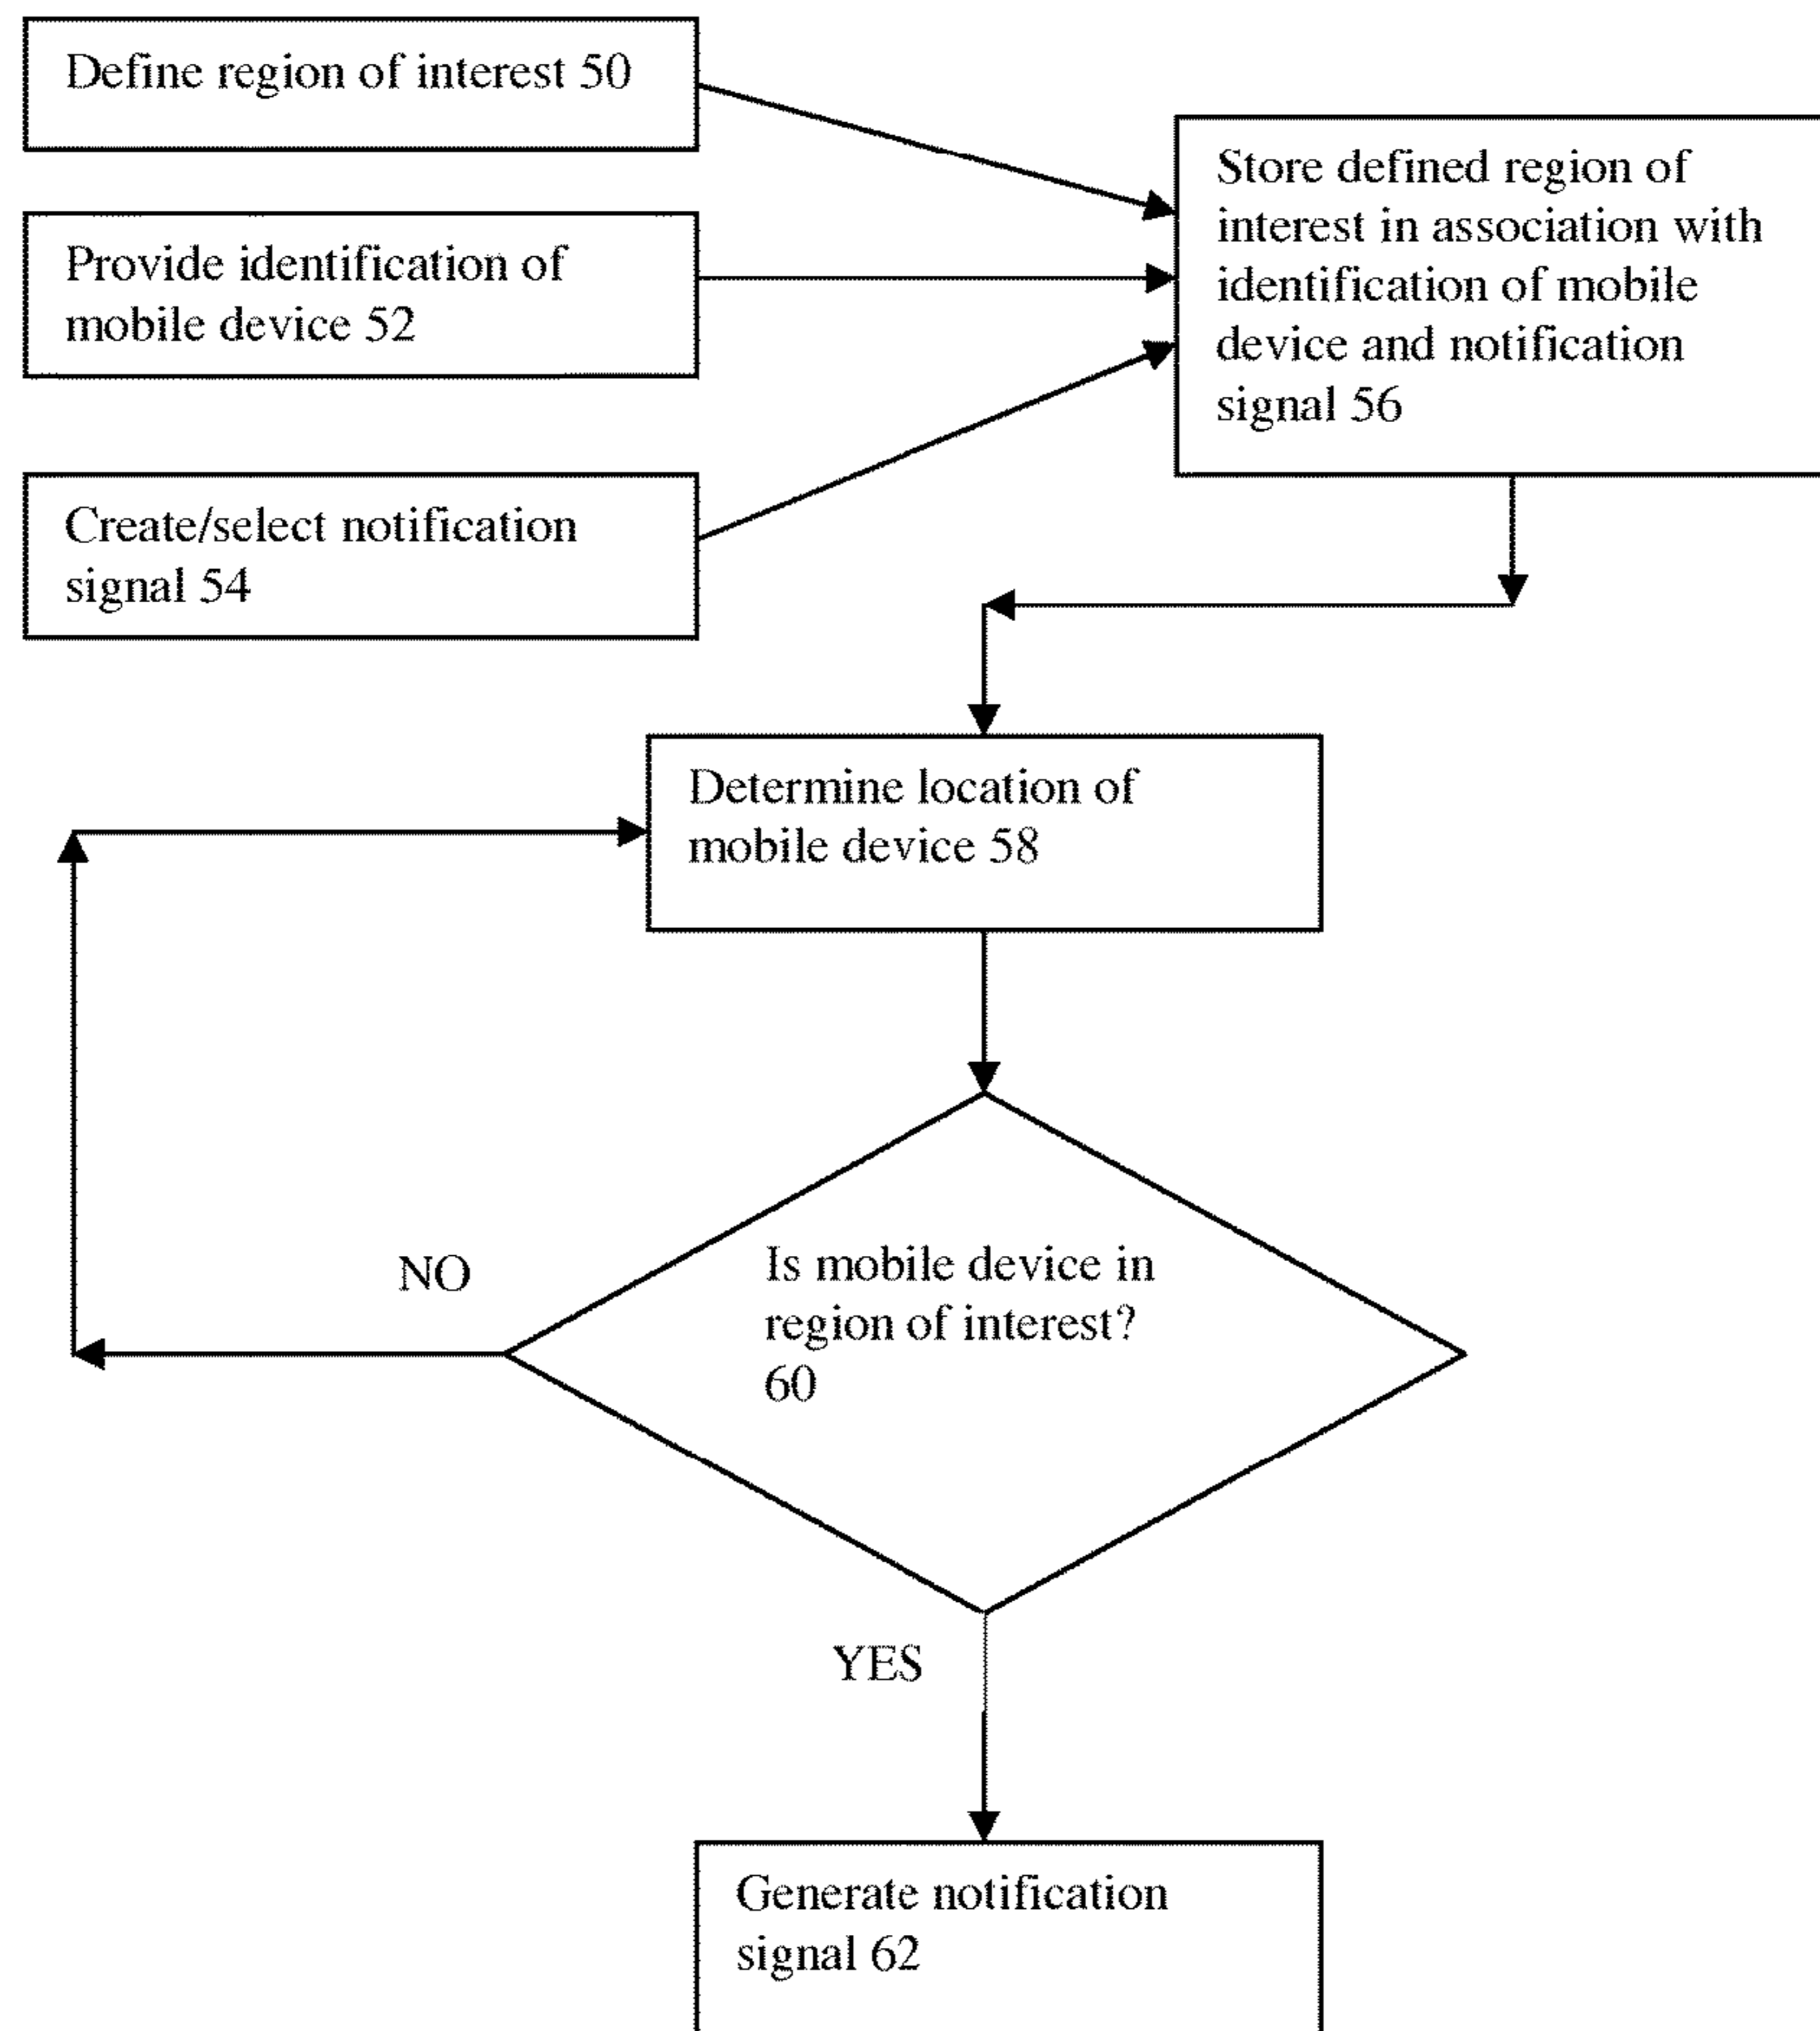 Define region of interest 50
Store defined region of
interest in association with
identification of mobile
device and notification
signal 56
Provide identification of
mobile device 52
Create/select notification
signal 54
Determine location of
mobile device 58
NO
Is mobile device in
region of interest?
60
YES
Generate notification
signal 62